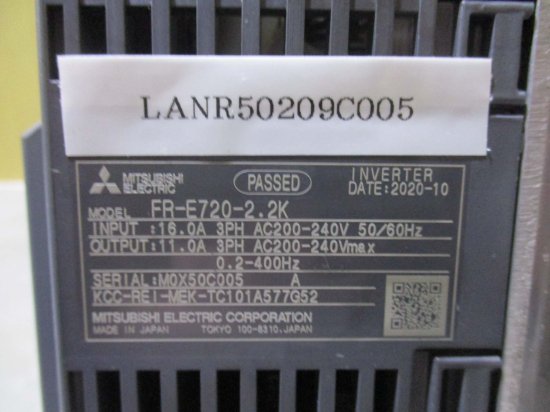 LANR50209C005
MITSUBISHI ELECTRIC
PASSED
INVERTER
DATE:2020-10
MODEL FR-E720-2.2K
INPUT :16.0A 3PH AC200-240V 50/60Hz
OUTPUT:11.0A 3PH AC200-240Vmax
0.2-400Hz
SERIAL:M0X50C005 A
KCC-REI-MEK-TC101A577G52
MITSUBISHI ELECTRIC CORPORATION
MADE IN JAPAN TOKYO 100-8310,JAPAN